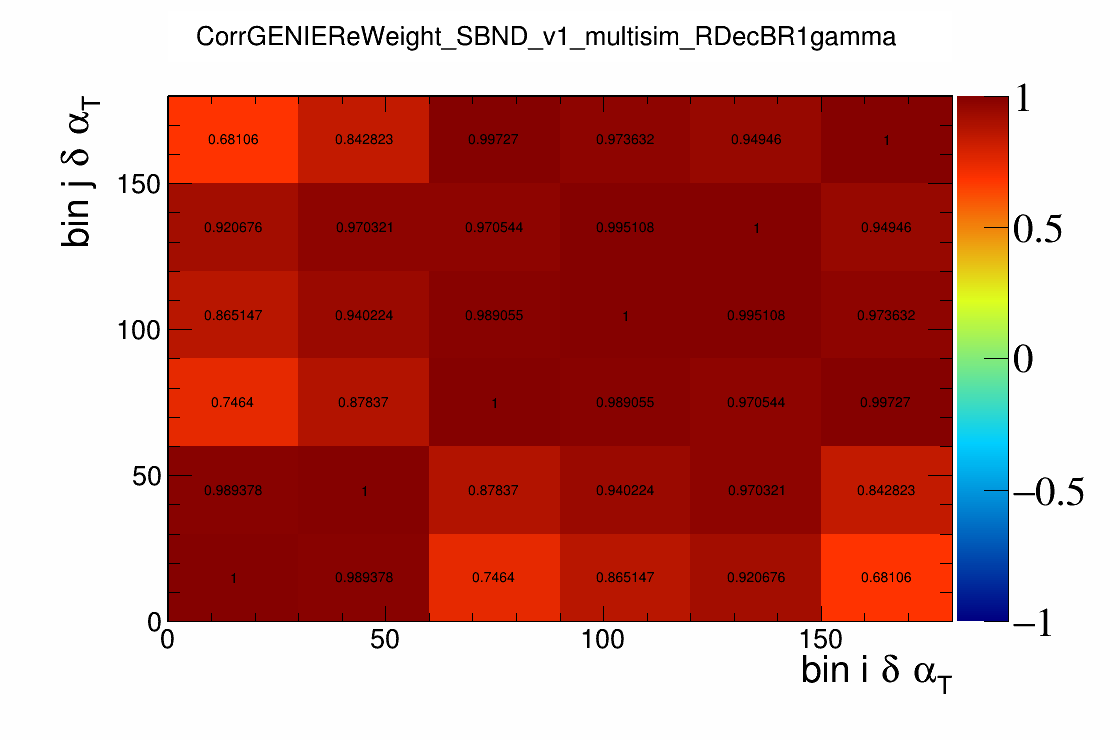 CorrGENIEReWeight_SBND_v1_multisim_RDecBR1gamma
bin j δ α_T
150
100
50
0
0.68106 0.842823 0.99727 0.973632 0.94946 1
0.920676 0.970321 0.970544 0.995108 1 0.94946
0.865147 0.940224 0.989055 1 0.995108 0.973632
0.7464 0.87837 1 0.989055 0.970544 0.99727
0.989378 1 0.87837 0.940224 0.970321 0.842823
1 0.989378 0.7464 0.865147 0.920676 0.68106
0 50 100 150
bin i δ α_T
1
0.5
0
−0.5
−1